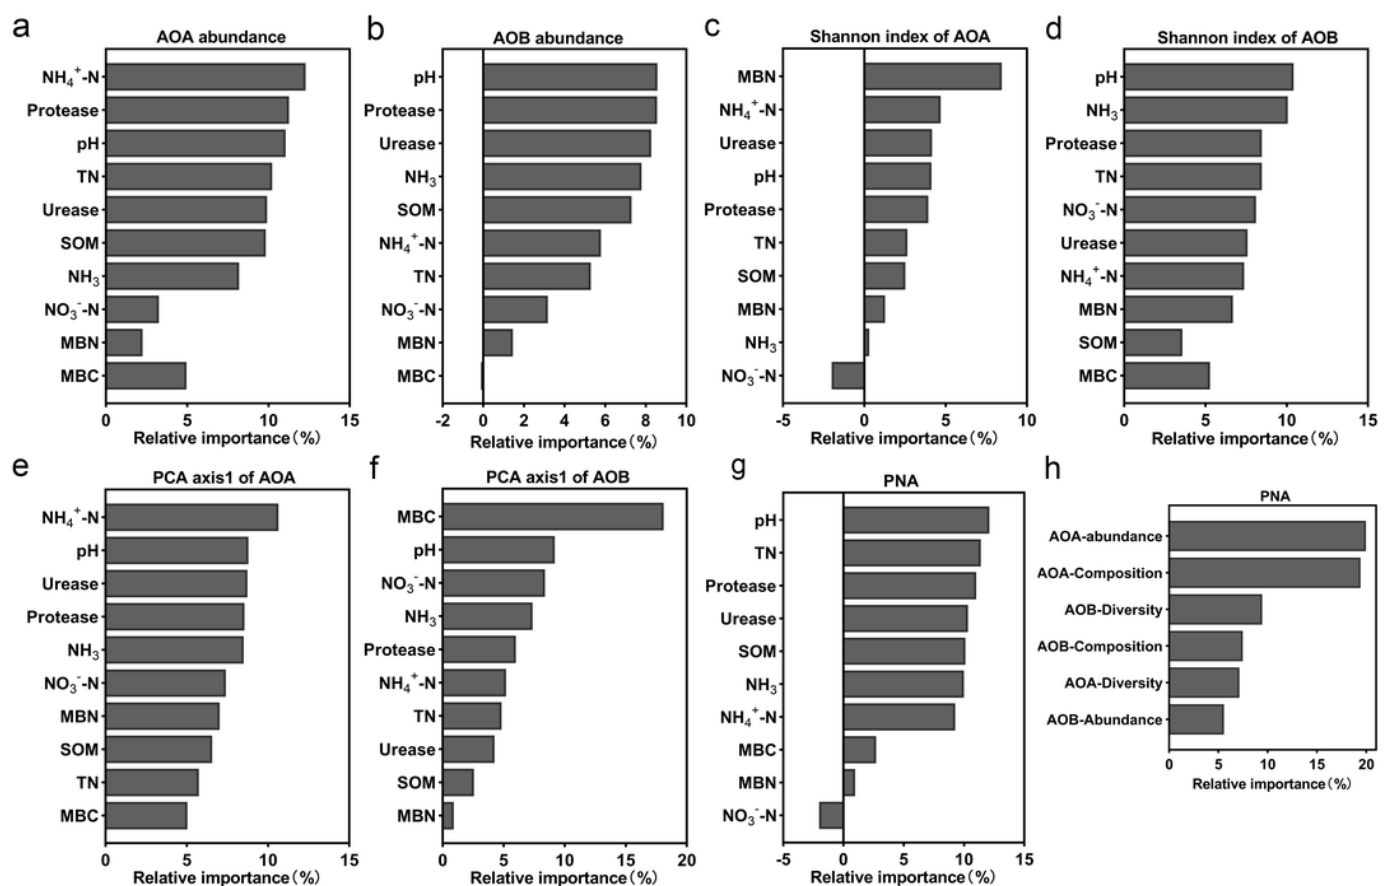 a
AOA abundance
NH₄⁺-N
Protease
pH
TN
Urease
SOM
NH₃
NO₃⁻-N
MBN
MBC
0 5 10 15
Relative importance(%)
b
AOB abundance
pH
Protease
Urease
NH₃
SOM
NH₄⁺-N
TN
NO₃⁻-N
MBN
MBC
-2 0 2 4 6 8 10
Relative importance(%)
c
Shannon index of AOA
MBN
NH₄⁺-N
Urease
pH
Protease
TN
SOM
MBN
NH₃
NO₃⁻-N
-5 0 5 10
Relative importance(%)
d
Shannon index of AOB
pH
NH₃
Protease
TN
NO₃⁻-N
Urease
NH₄⁺-N
MBN
SOM
MBC
0 5 10 15
Relative importance(%)
e
PCA axis1 of AOA
NH₄⁺-N
pH
Urease
Protease
NH₃
NO₃⁻-N
MBN
SOM
TN
MBC
0 5 10 15
Relative importance(%)
f
PCA axis1 of AOB
MBC
pH
NO₃⁻-N
NH₃
Protease
NH₄⁺-N
TN
Urease
SOM
MBN
0 5 10 15 20
Relative importance(%)
g
PNA
pH
TN
Protease
Urease
SOM
NH₃
NH₄⁺-N
MBC
MBN
NO₃⁻-N
-5 0 5 10 15
Relative importance(%)
h
PNA
AOA-abundance
AOA-Composition
AOB-Diversity
AOB-Composition
AOA-Diversity
AOB-Abundance
0 5 10 15 20
Relative importance(%)